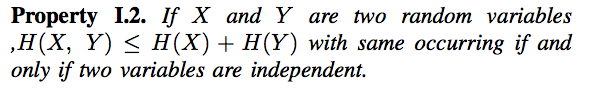 Property I.2. If X and Y are two random variables
,H(X, Y) ≤ H(X) + H(Y) with same occurring if and
only if two variables are independent.